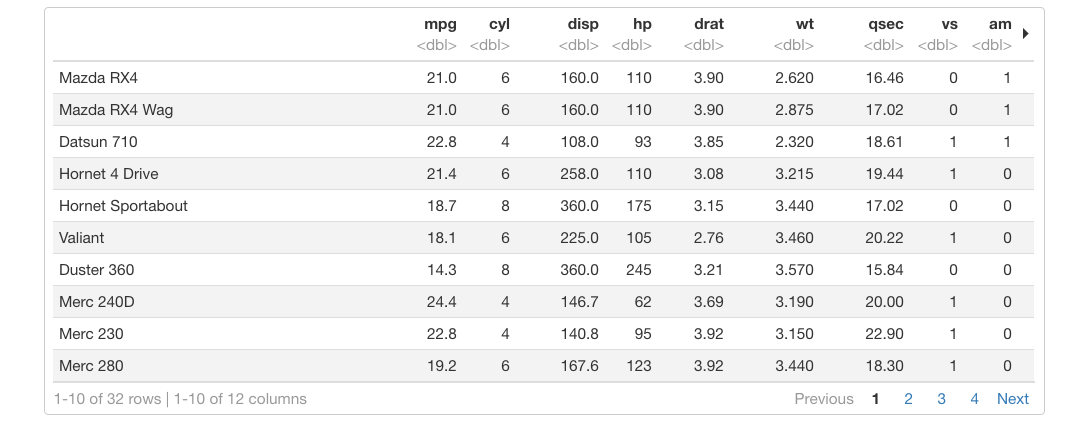 mpg cyl disp hp drat wt qsec vs am
<dbl> <dbl> <dbl> <dbl> <dbl> <dbl> <dbl> <dbl> <dbl>
Mazda RX4 21.0 6 160.0 110 3.90 2.620 16.46 0 1
Mazda RX4 Wag 21.0 6 160.0 110 3.90 2.875 17.02 0 1
Datsun 710 22.8 4 108.0 93 3.85 2.320 18.61 1 1
Hornet 4 Drive 21.4 6 258.0 110 3.08 3.215 19.44 1 0
Hornet Sportabout 18.7 8 360.0 175 3.15 3.440 17.02 0 0
Valiant 18.1 6 225.0 105 2.76 3.460 20.22 1 0
Duster 360 14.3 8 360.0 245 3.21 3.570 15.84 0 0
Merc 240D 24.4 4 146.7 62 3.69 3.190 20.00 1 0
Merc 230 22.8 4 140.8 95 3.92 3.150 22.90 1 0
Merc 280 19.2 6 167.6 123 3.92 3.440 18.30 1 0
1-10 of 32 rows | 1-10 of 12 columns Previous 1 2 3 4 Next